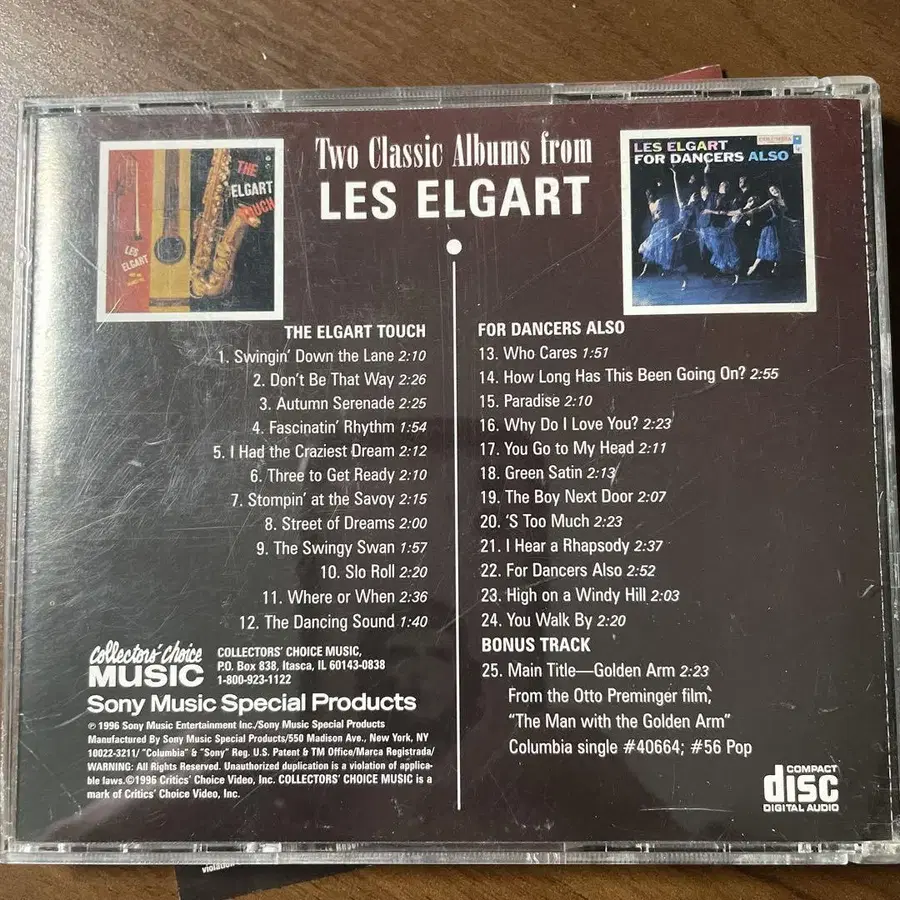 Two Classic Albums from
LES ELGART
THE
ELGART
TOUCH
LES
ELGART
COLUMBIA
LES ELGART
FOR DANCERS ALSO
THE ELGART TOUCH
1. Swingin' Down the Lane 2:10
2. Don't Be That Way 2:26
3. Autumn Serenade 2:25
4. Fascinatin' Rhythm 1:54
5. I Had the Craziest Dream 2:12
6. Three to Get Ready 2:10
7. Stompin' at the Savoy 2:15
8. Street of Dreams 2:00
9. The Swingy Swan 1:57
10. Slo Roll 2:20
11. Where or When 2:36
12. The Dancing Sound 1:40
FOR DANCERS ALSO
13. Who Cares 1:51
14. How Long Has This Been Going On? 2:55
15. Paradise 2:10
16. Why Do I Love You? 2:23
17. You Go to My Head 2:11
18. Green Satin 2:13
19. The Boy Next Door 2:07
20. 'S Too Much 2:23
21. I Hear a Rhapsody 2:37
22. For Dancers Also 2:52
23. High on a Windy Hill 2:03
24. You Walk By 2:20
BONUS TRACK
25. Main Title—Golden Arm 2:23
From the Otto Preminger film,
"The Man with the Golden Arm"
Columbia single #40664; #56 Pop
Collectors' Choice
MUSIC
COLLECTORS' CHOICE MUSIC,
P.O. Box 838, Itasca, IL 60143-0838
1-800-923-1122
Sony Music Special Products
℗ 1996 Sony Music Entertainment Inc./Sony Music Special Products
Manufactured By Sony Music Special Products/550 Madison Ave., New York, NY
10022-3211/ "Columbia" & "Sony" Reg. U.S. Patent & TM Office/Marca Registrada/
WARNING: All Rights Reserved. Unauthorized duplication is a violation of applica-
ble laws.©1996 Critics' Choice Video, Inc. COLLECTORS' CHOICE MUSIC is a
mark of Critics' Choice Video, Inc.
COMPACT
disc
DIGITAL AUDIO